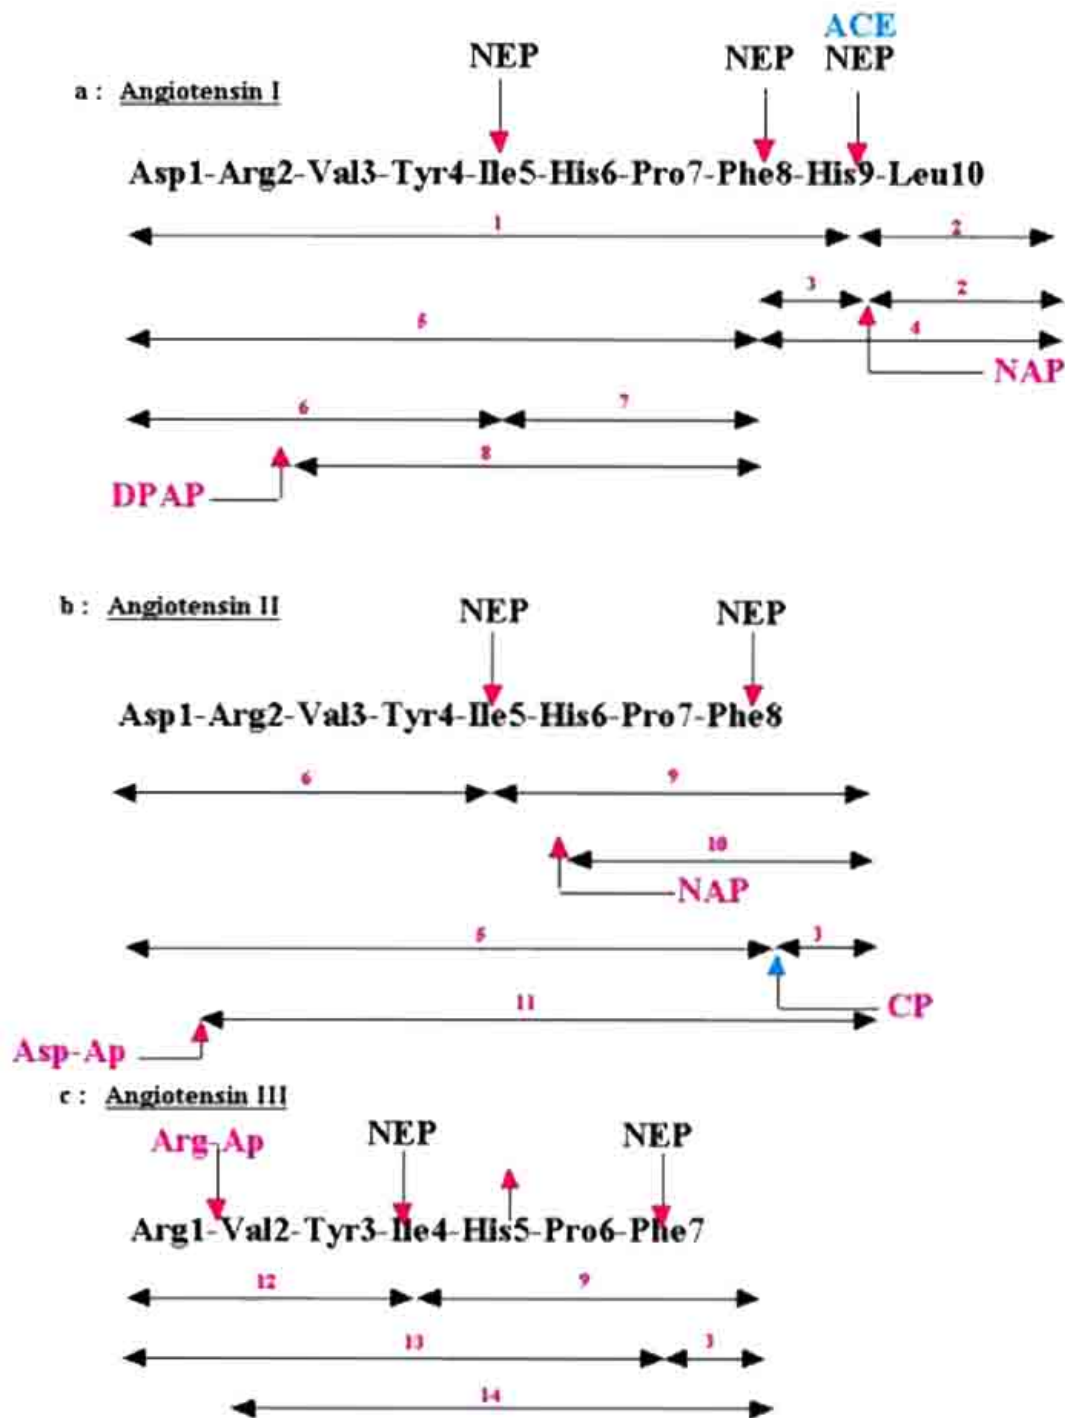 ACE
NEP NEP NEP
a : Angiotensin I
Asp1-Arg2-Val3-Tyr4-Ile5-His6-Pro7-Phe8-His9-Leu10
1 2
3 2
5 4
NAP
6 7
8
DPAP
b : Angiotensin II
NEP NEP
Asp1-Arg2-Val3-Tyr4-Ile5-His6-Pro7-Phe8
6 9
10
NAP
5 3
11 CP
Asp-Ap
c : Angiotensin III
Arg-Ap NEP NEP
Arg1-Val2-Tyr3-Ile4-His5-Pro6-Phe7
12 9
13 3
14